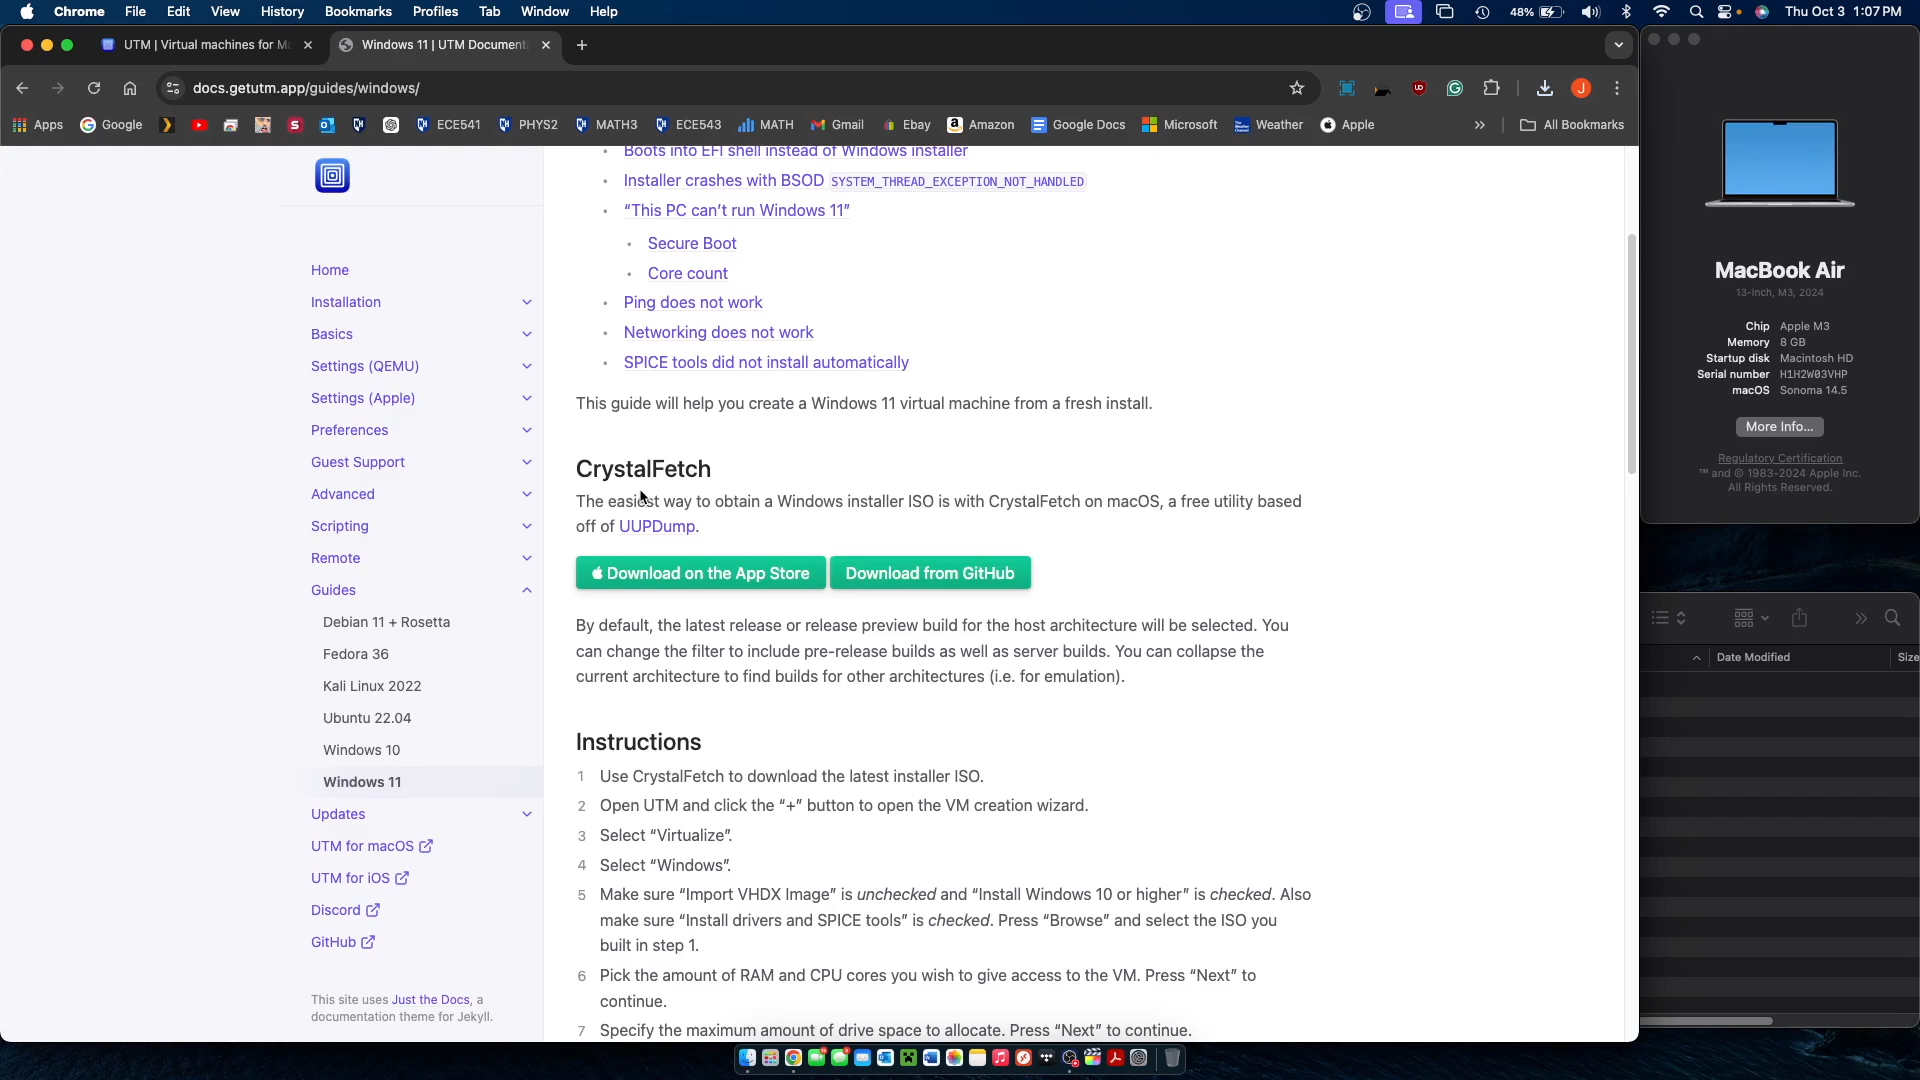 Chrome File Edit View History Bookmarks Profiles Tab Window Help 48% Thu Oct 3 1:07 PM
UTM | Virtual machines for M Windows 11 | UTM Document
docs.getutm.app/guides/windows/ J
Apps Google ECE541 PHYS2 MATH3 ECE543 MATH Gmail Ebay Amazon Google Docs Microsoft Weather Apple » All Bookmarks
Boots into EFI shell instead of Windows installer
Installer crashes with BSOD SYSTEM_THREAD_EXCEPTION_NOT_HANDLED
“This PC can’t run Windows 11”
Secure Boot
Core count
Ping does not work
Networking does not work
SPICE tools did not install automatically
This guide will help you create a Windows 11 virtual machine from a fresh install.
CrystalFetch
The easiest way to obtain a Windows installer ISO is with CrystalFetch on macOS, a free utility based
off of UUPDump.
Download on the App Store Download from GitHub
By default, the latest release or release preview build for the host architecture will be selected. You
can change the filter to include pre-release builds as well as server builds. You can collapse the
current architecture to find builds for other architectures (i.e. for emulation).
Instructions
1 Use CrystalFetch to download the latest installer ISO.
2 Open UTM and click the “+” button to open the VM creation wizard.
3 Select “Virtualize”.
4 Select “Windows”.
5 Make sure “Import VHDX Image” is unchecked and “Install Windows 10 or higher” is checked. Also
make sure “Install drivers and SPICE tools” is checked. Press “Browse” and select the ISO you
built in step 1.
6 Pick the amount of RAM and CPU cores you wish to give access to the VM. Press “Next” to
continue.
7 Specify the maximum amount of drive space to allocate. Press “Next” to continue.
Home
Installation
Basics
Settings (QEMU)
Settings (Apple)
Preferences
Guest Support
Advanced
Scripting
Remote
Guides
Debian 11 + Rosetta
Fedora 36
Kali Linux 2022
Ubuntu 22.04
Windows 10
Windows 11
Updates
UTM for macOS
UTM for iOS
Discord
GitHub
This site uses Just the Docs, a
documentation theme for Jekyll.
MacBook Air
13-inch, M3, 2024
Chip Apple M3
Memory 8 GB
Startup disk Macintosh HD
Serial number H1H2W03VHP
macOS Sonoma 14.5
More Info...
Regulatory Certification
™ and © 1983-2024 Apple Inc.
All Rights Reserved.
Date Modified Size